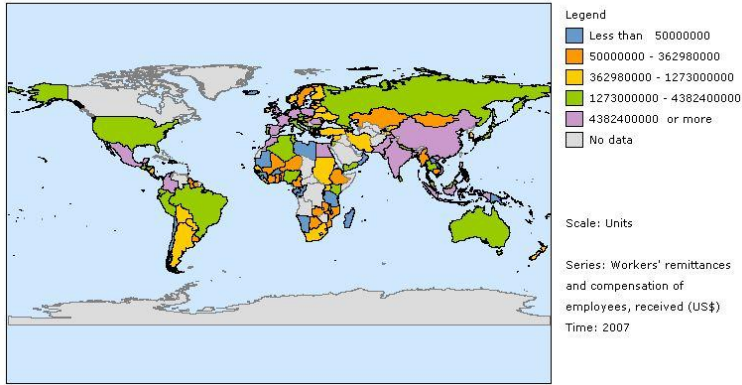 Legend
Less than 50000000
50000000 - 362980000
362980000 - 1273000000
1273000000 - 4382400000
4382400000 or more
No data
Scale: Units
Series: Workers' remittances
and compensation of
employees, received (US$)
Time: 2007